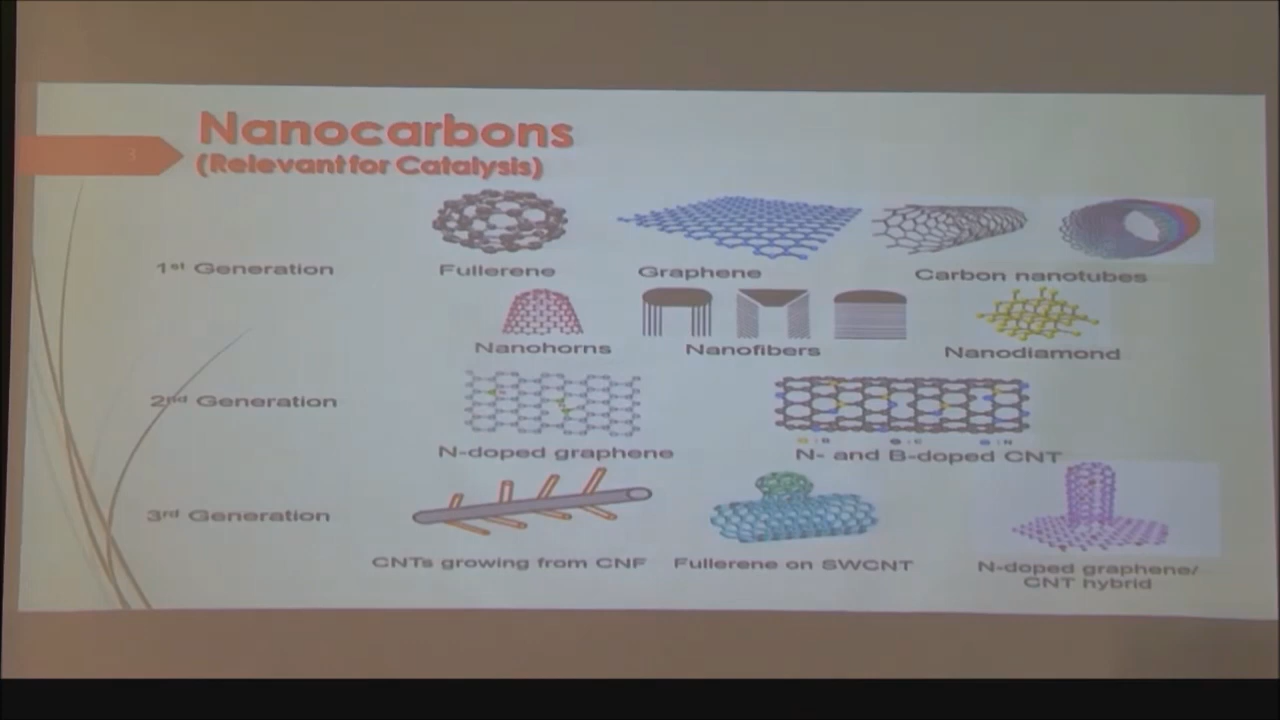 Nanocarbons
3
(Relevant for Catalysis)
1st Generation
Fullerene
Graphene
Carbon nanotubes
Nanohorns
Nanofibers
Nanodiamond
2nd Generation
: B
: C
: N
N-doped graphene
N- and B-doped CNT
3rd Generation
CNTs growing from CNF
Fullerene on SWCNT
N-doped graphene/
CNT hybrid